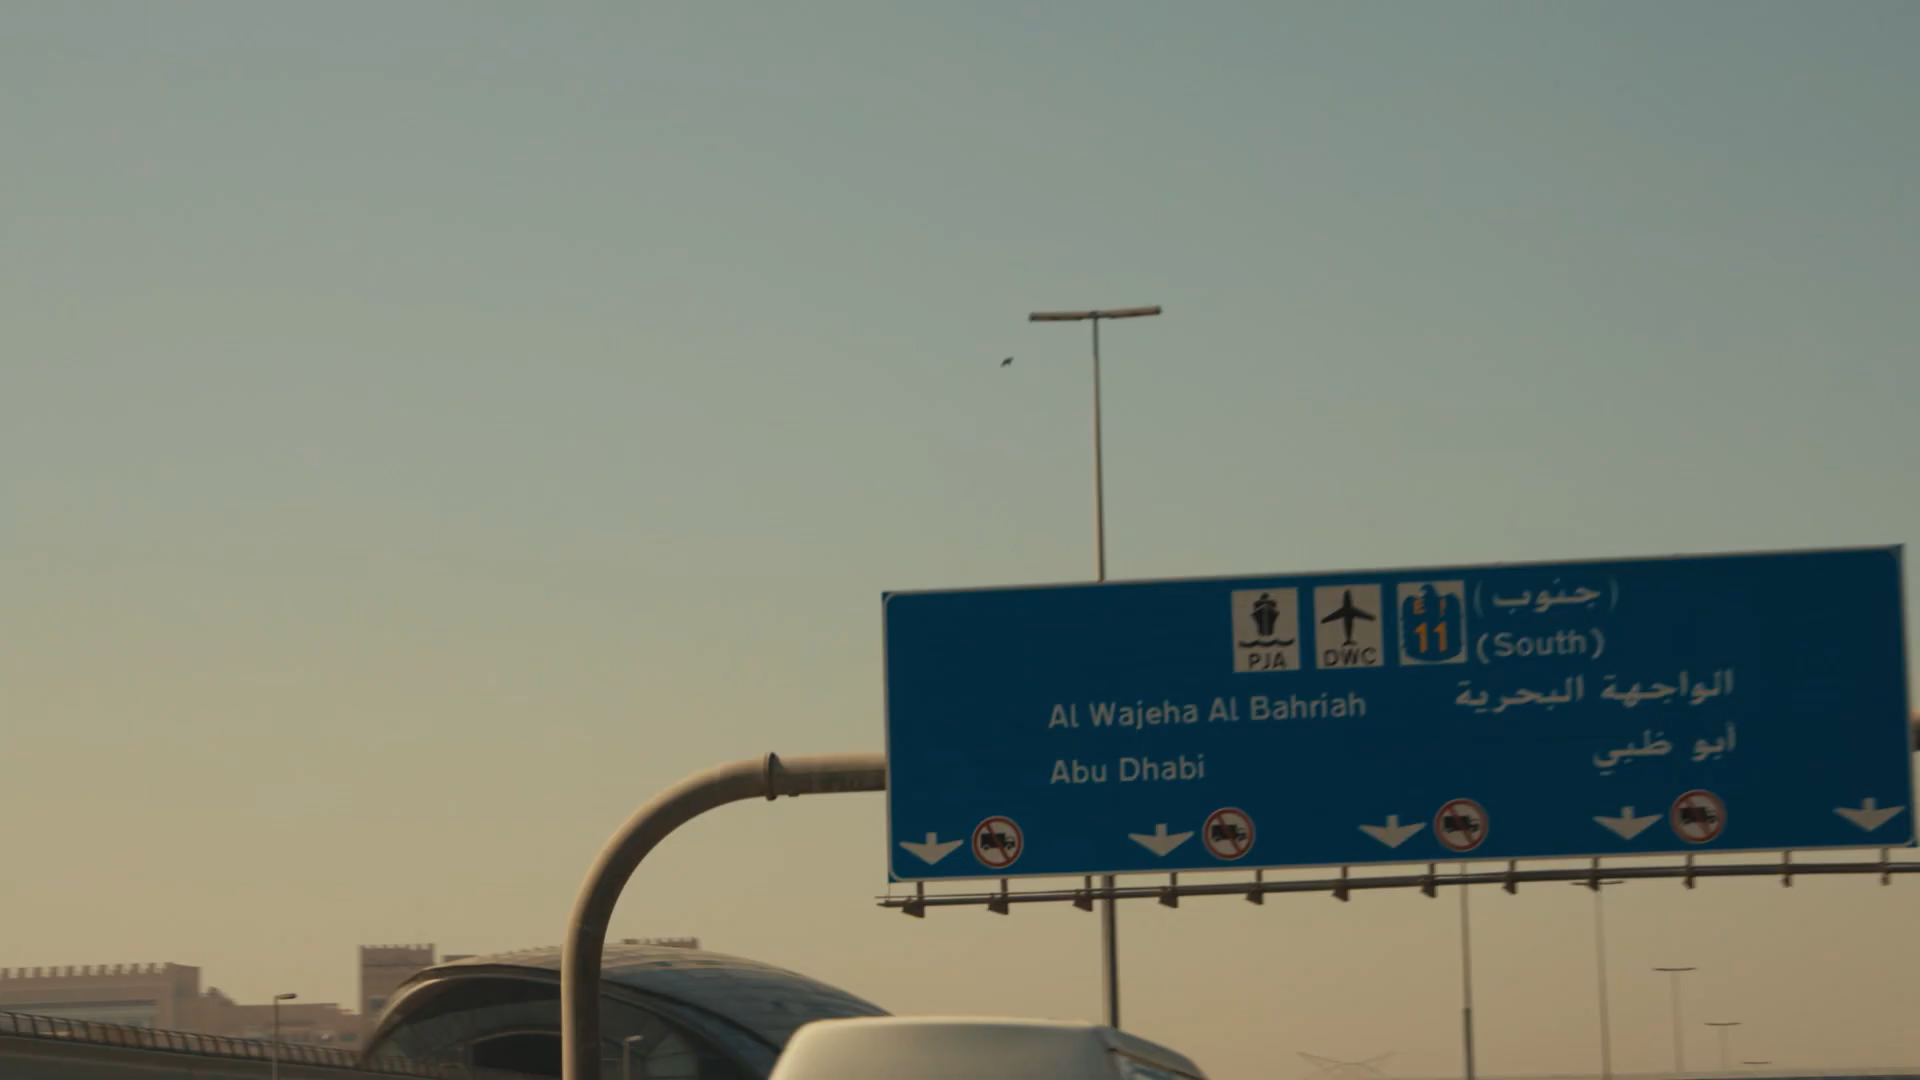 (جنوب)
PJA DWC E 11 (South)
الواجهة البحرية
Al Wajeha Al Bahriah
أبو ظبي
Abu Dhabi